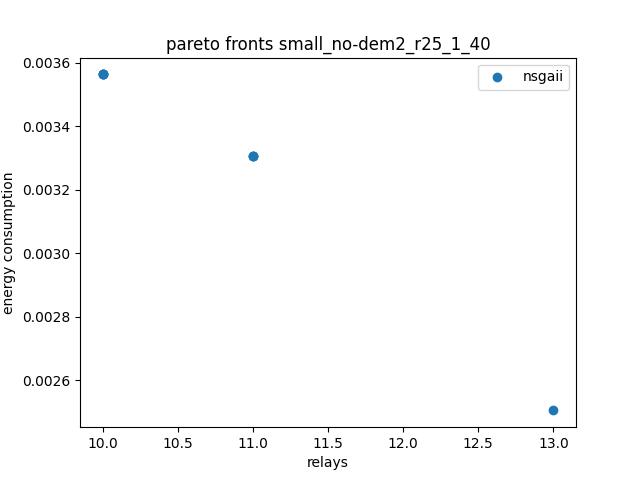 pareto fronts small_no-dem2_r25_1_40
nsgaii
0.0036
0.0034
0.0032
0.0030
0.0028
0.0026
energy consumption
10.0 10.5 11.0 11.5 12.0 12.5 13.0
relays